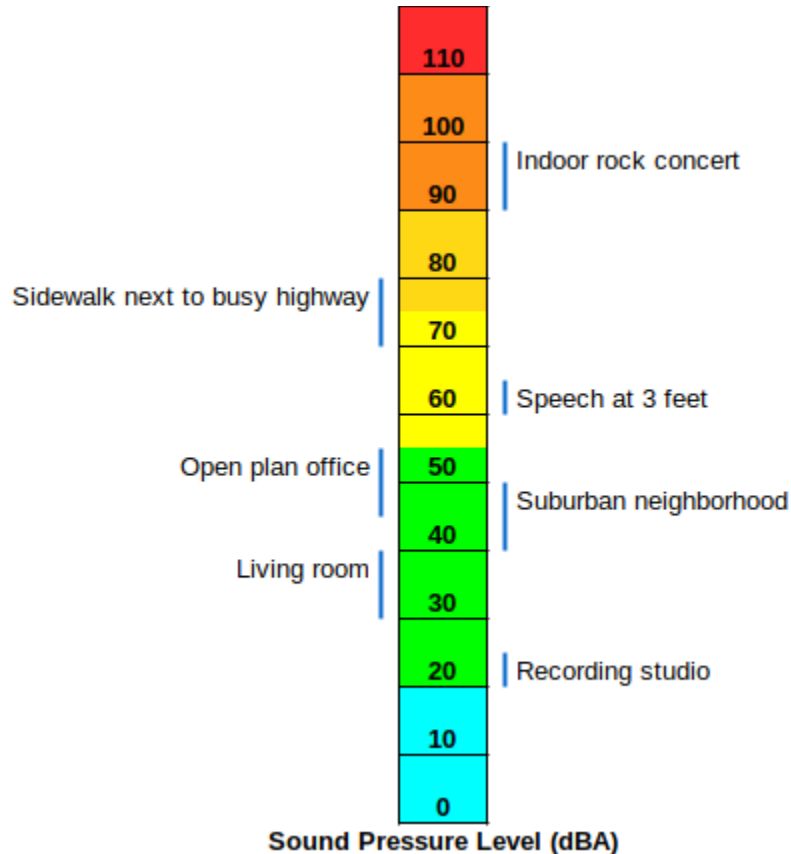 110
100
Indoor rock concert
90
80
Sidewalk next to busy highway
70
60
Speech at 3 feet
Open plan office
50
Suburban neighborhood
40
Living room
30
20
Recording studio
10
0
Sound Pressure Level (dBA)